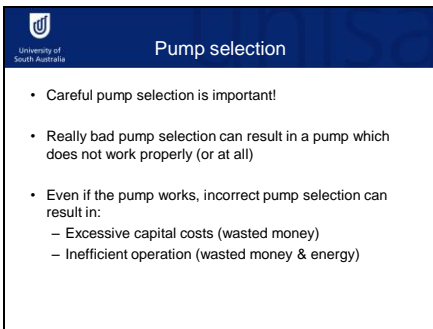 University of
South Australia
Pump selection
• Careful pump selection is important!
• Really bad pump selection can result in a pump which
does not work properly (or at all)
• Even if the pump works, incorrect pump selection can
result in:
– Excessive capital costs (wasted money)
– Inefficient operation (wasted money & energy)